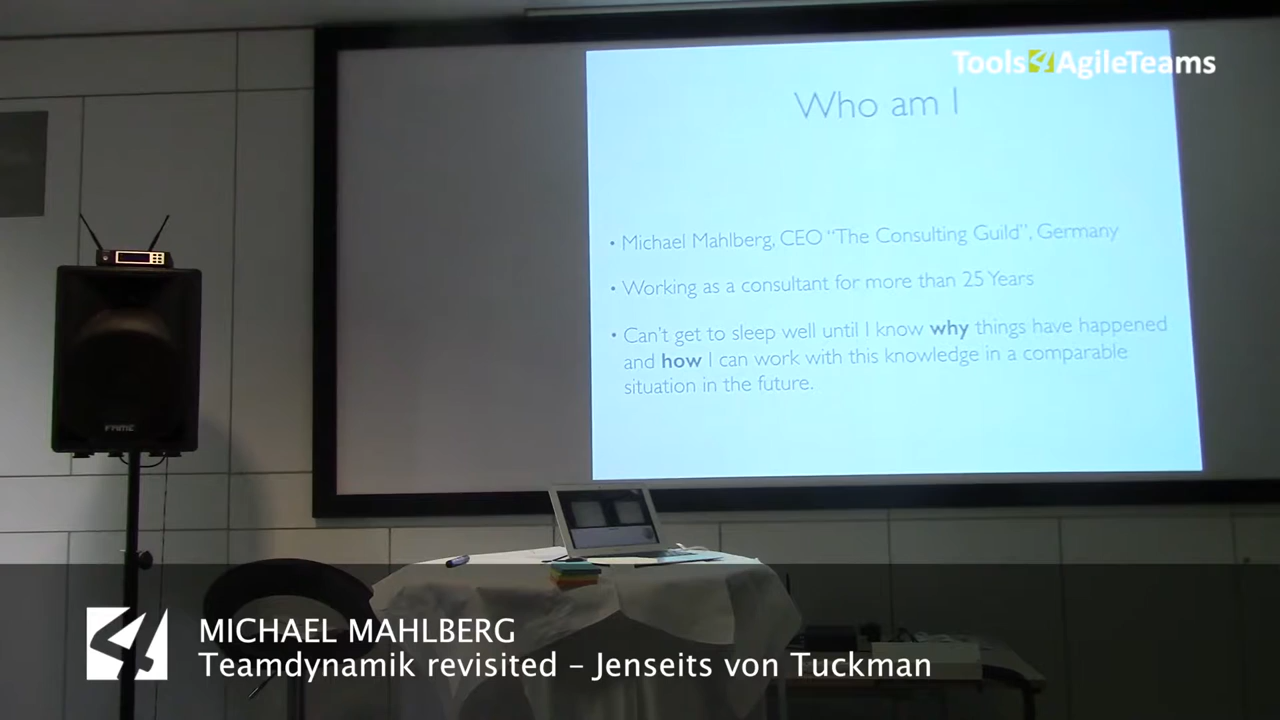 Tools4AgileTeams
Who am I
• Michael Mahlberg, CEO “The Consulting Guild”, Germany
• Working as a consultant for more than 25 Years
• Can’t get to sleep well until I know why things have happened
and how I can work with this knowledge in a comparable
situation in the future.
FAME
4 MICHAEL MAHLBERG
Teamdynamik revisited – Jenseits von Tuckman